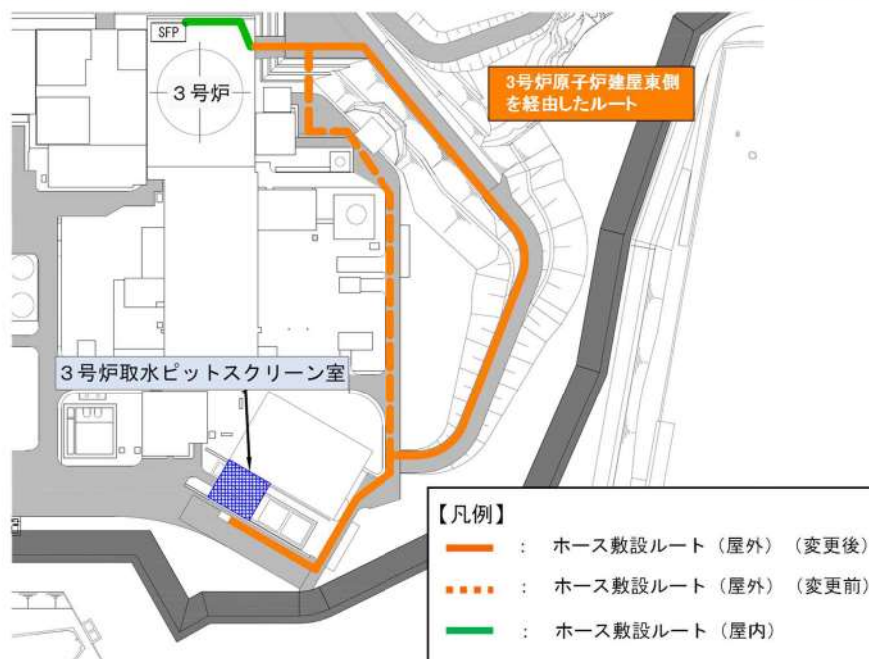 SFP
3号炉
3号炉原子炉建屋東側
を経由したルート
3号炉取水ピットスクリーン室
【凡例】
： ホース敷設ルート（屋外）（変更後）
： ホース敷設ルート（屋外）（変更前）
： ホース敷設ルート（屋内）